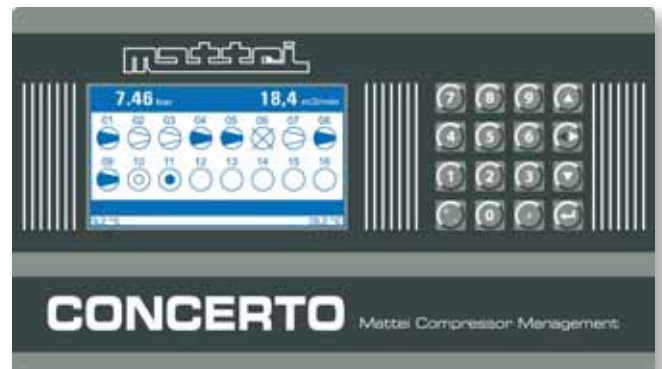 mattei
7.46 bar 18,4 m3/min
01 02 03 04 05 06 07 08
09 10 11 12 13 14 15 16
7 8 9
4 5 6
1 2 3
0
CONCERTO Mattei Compressor Management